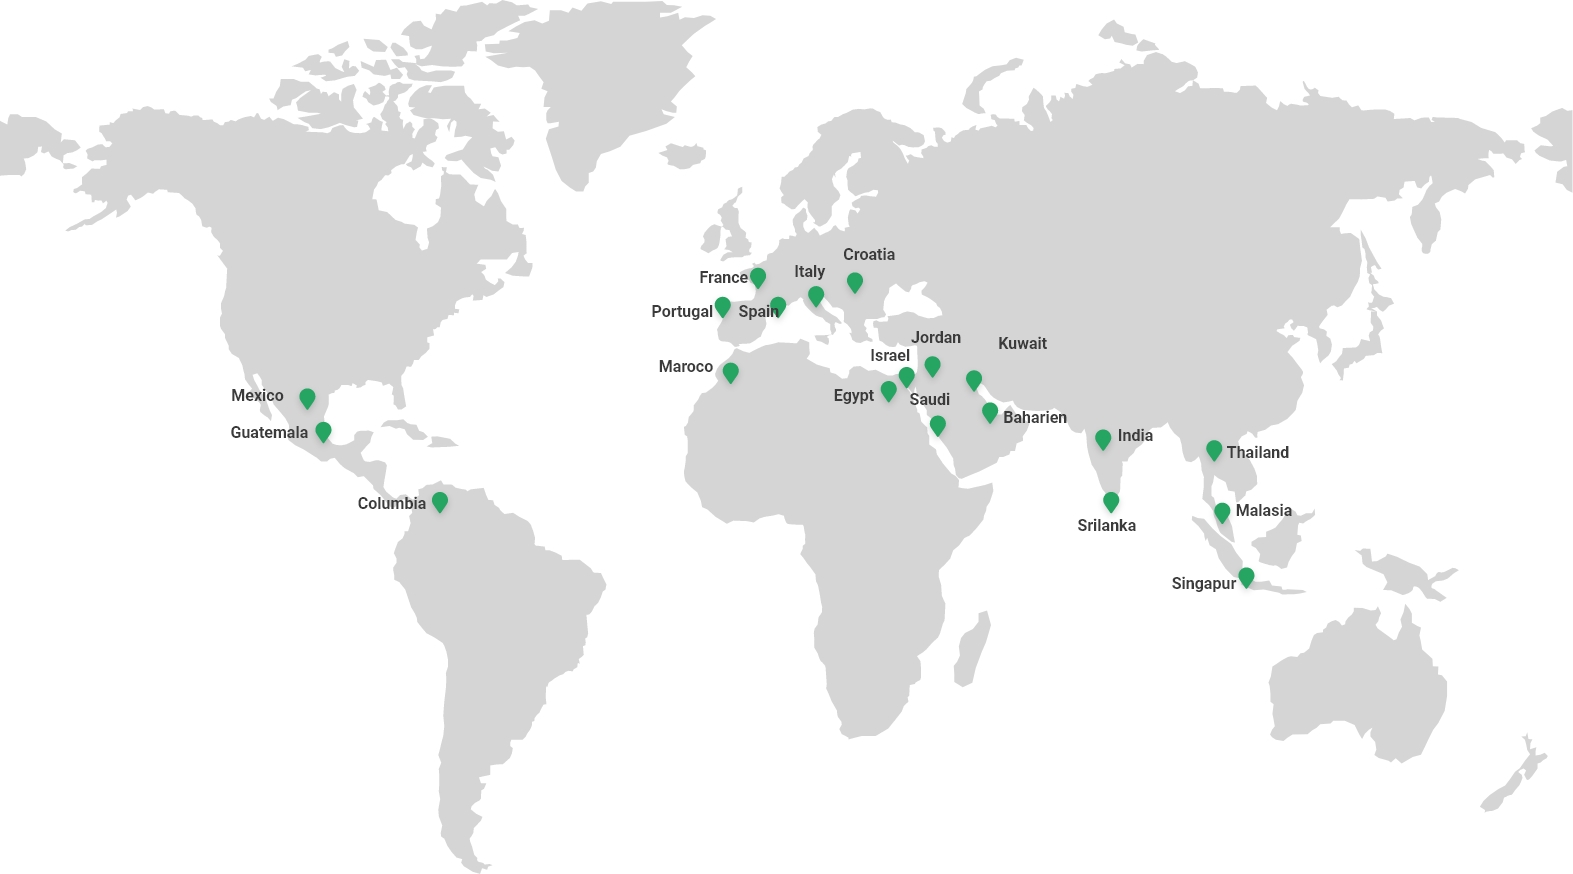 Croatia
Italy
France
Portugal
Spain
Jordan
Kuwait
Israel
Maroco
Egypt
Saudi
Mexico
Baharien
Guatemala
India
Thailand
Columbia
Malasia
Srilanka
Singapur